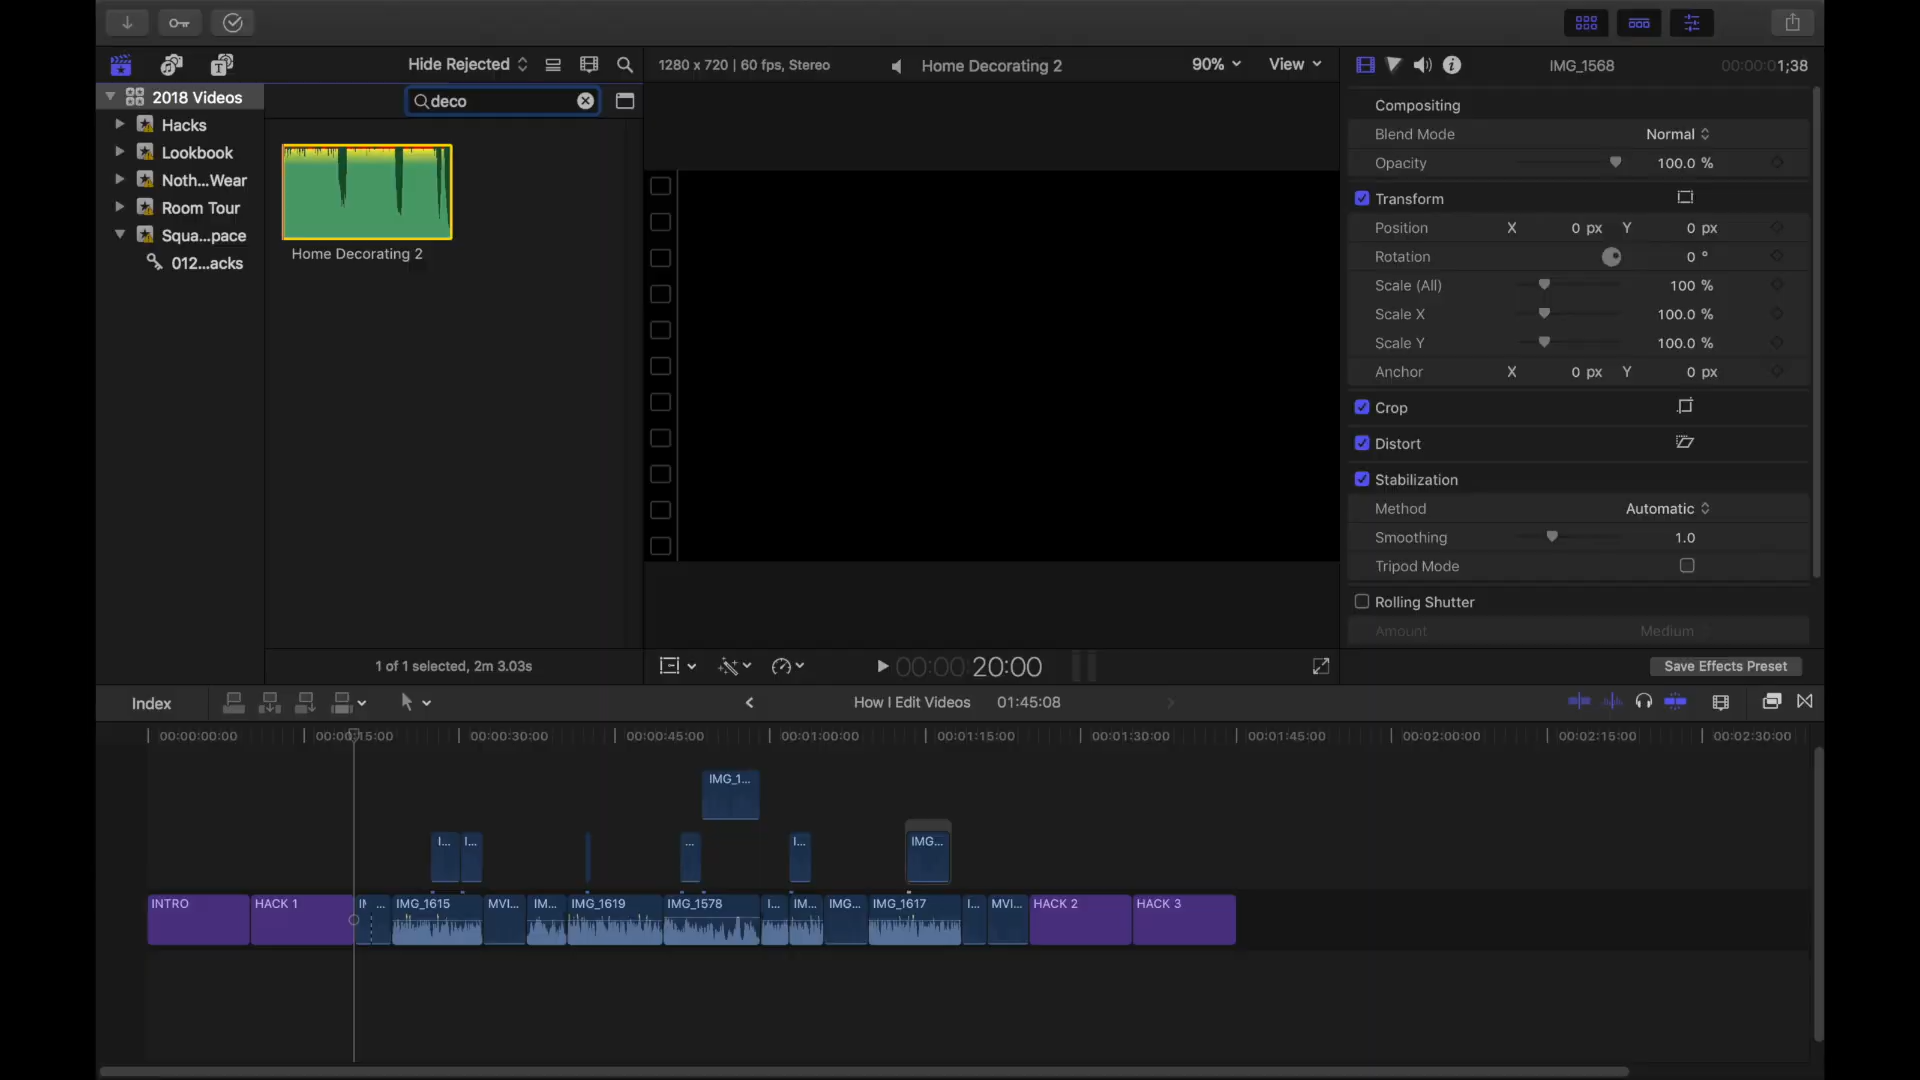 Hide Rejected
1280 x 720 | 60 fps, Stereo
Home Decorating 2
90%
View
IMG_1568
00:00:01;38
2018 Videos
Hacks
Lookbook
Noth...Wear
Room Tour
Squa...pace
012...acks
deco
Home Decorating 2
1 of 1 selected, 2m 3.03s
Compositing
Blend Mode Normal
Opacity 100.0 %
Transform
Position X 0 px Y 0 px
Rotation 0 °
Scale (All) 100 %
Scale X 100.0 %
Scale Y 100.0 %
Anchor X 0 px Y 0 px
Crop
Distort
Stabilization
Method Automatic
Smoothing 1.0
Tripod Mode
Rolling Shutter
Amount Medium
00:00:20:00
Save Effects Preset
Index
How I Edit Videos 01:45:08
00:00:00:00 00:00:15:00 00:00:30:00 00:00:45:00 00:01:00:00 00:01:15:00 00:01:30:00 00:01:45:00 00:02:00:00 00:02:15:00 00:02:30:00
IMG_1...
I... I... ... I... IMG...
INTRO HACK 1 ... IMG_1615 MVI... IM... IMG_1619 IMG_1578 I... IM... IMG... IMG_1617 I... MVI... HACK 2 HACK 3